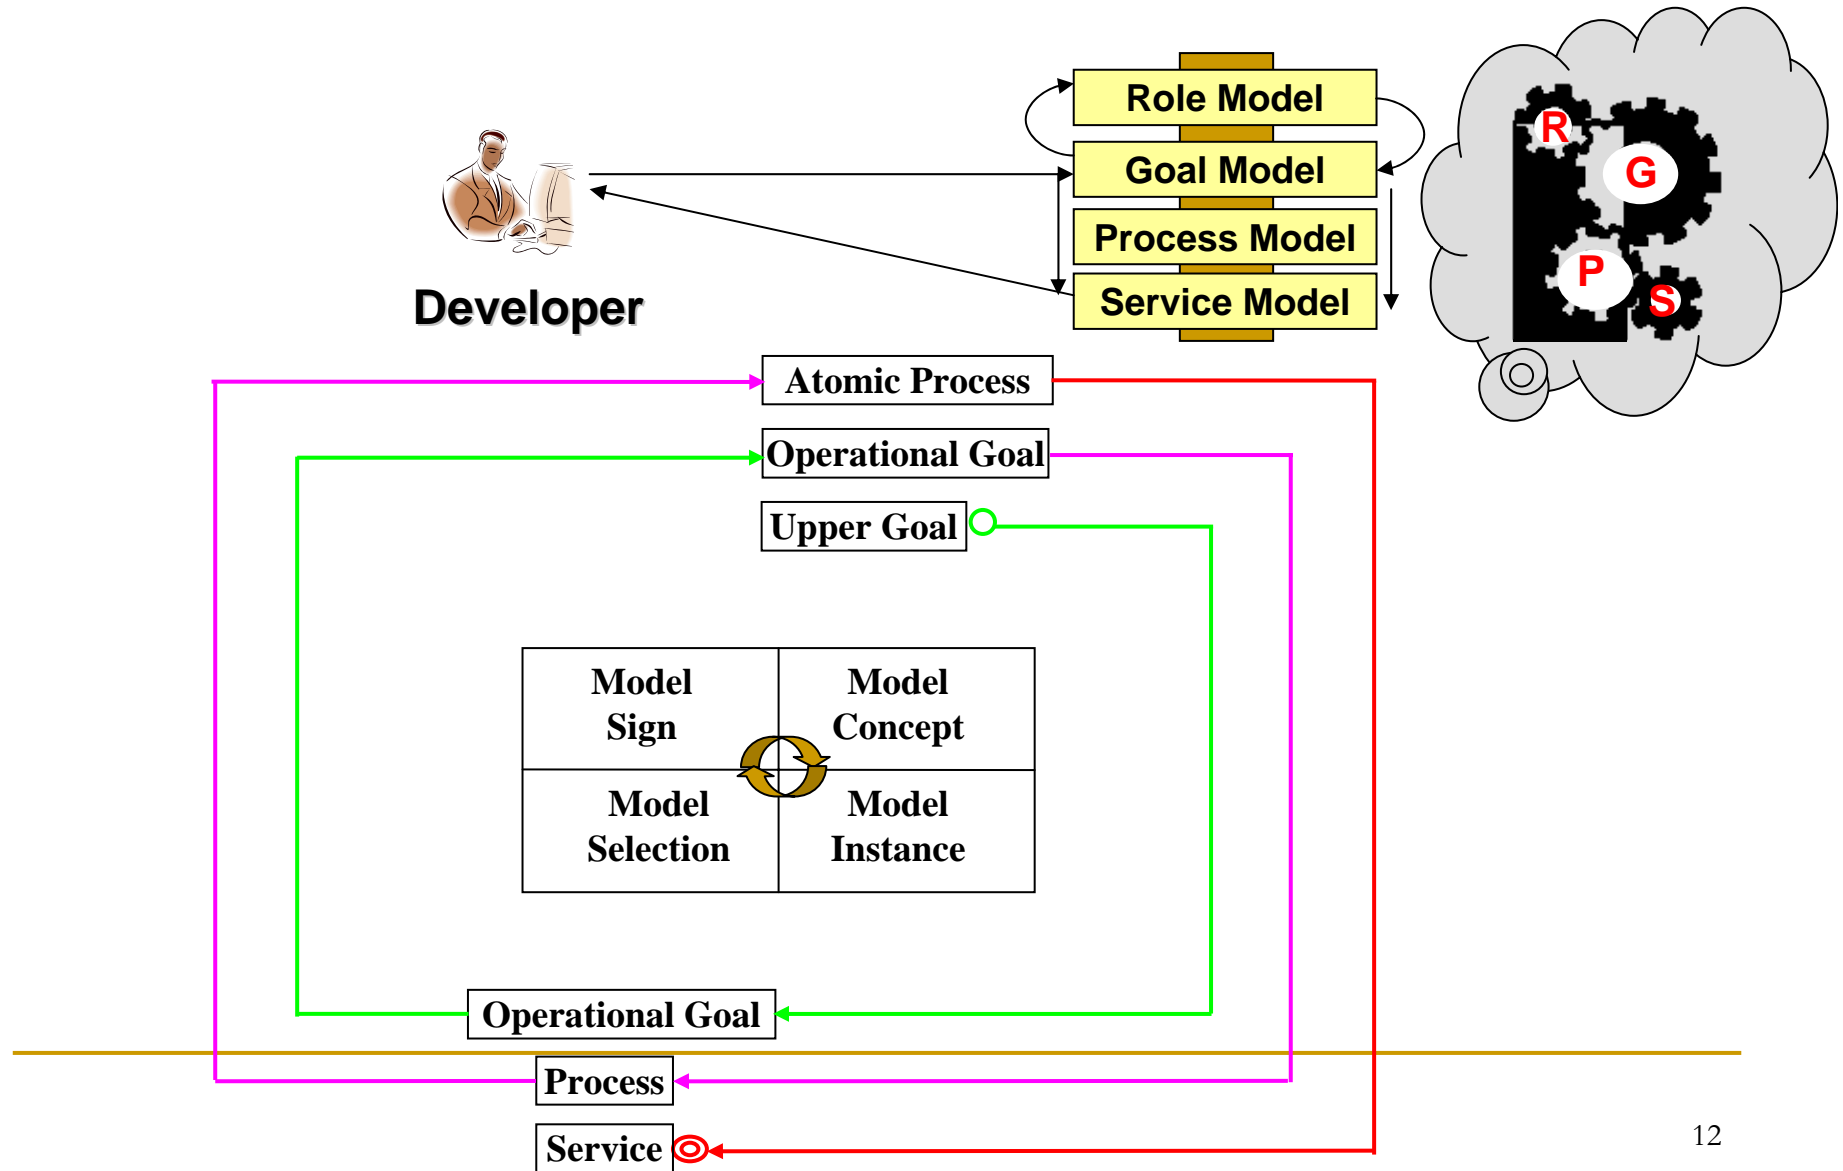 Role Model
Goal Model
Process Model
Service Model
R
G
P
S
Developer
Atomic Process
Operational Goal
Upper Goal
Model
Sign
Model
Concept
Model
Selection
Model
Instance
Operational Goal
Process
Service
12